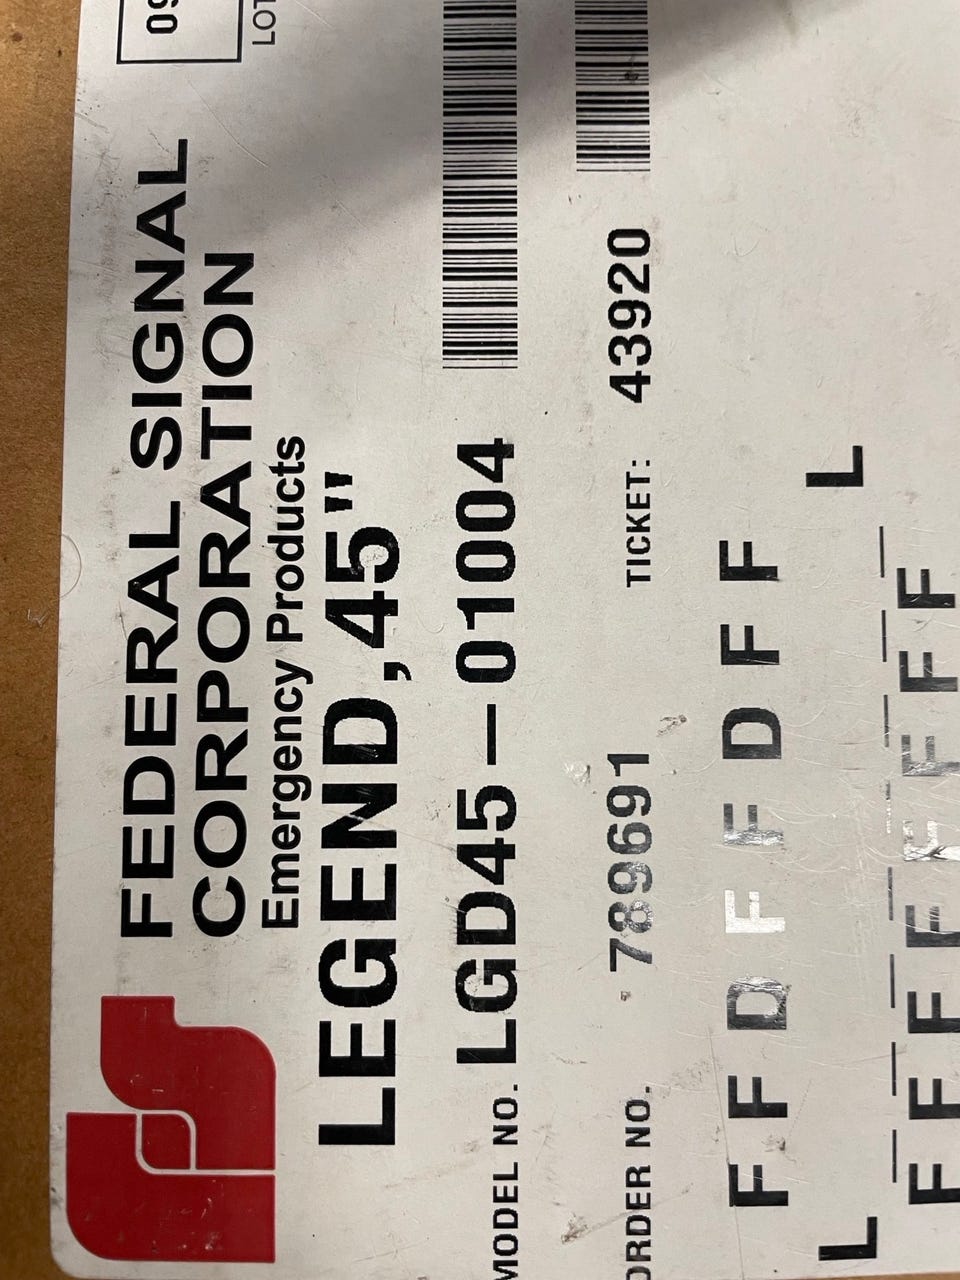 FEDERAL SIGNAL
CORPORATION
Emergency Products
LOT
LEGEND,45"
MODEL NO. LGD45-01004
ORDER NO. 789691 TICKET: 43920
F F D F F D F F
L L
F F F F F F F F